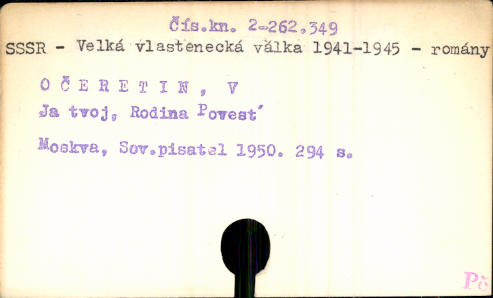 Čís.kn. 2-262,349
SSSR - Velká vlastenecká válka 1941-1945 - romány
O Č E R E T I N , V
Ja tvoj, Rodina Povest´
Moskva, Sov.pisatel 1950. 294 s.
Pč